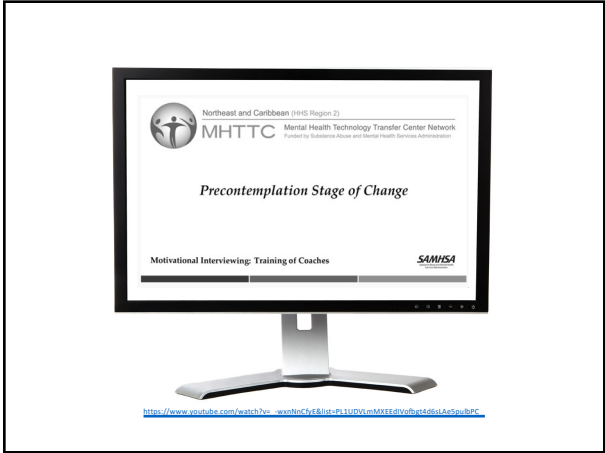 Northeast and Caribbean (HHS Region 2)
MHTTC
Mental Health Technology Transfer Center Network
Funded by Substance Abuse and Mental Health Services Administration
Precontemplation Stage of Change
Motivational Interviewing: Training of Coaches
SAMHSA
https://www.youtube.com/watch?v=_-wxnNnCfyE&list=PL1UDVLmMXEEdlVofbgt4d6sLAe5pulbPC